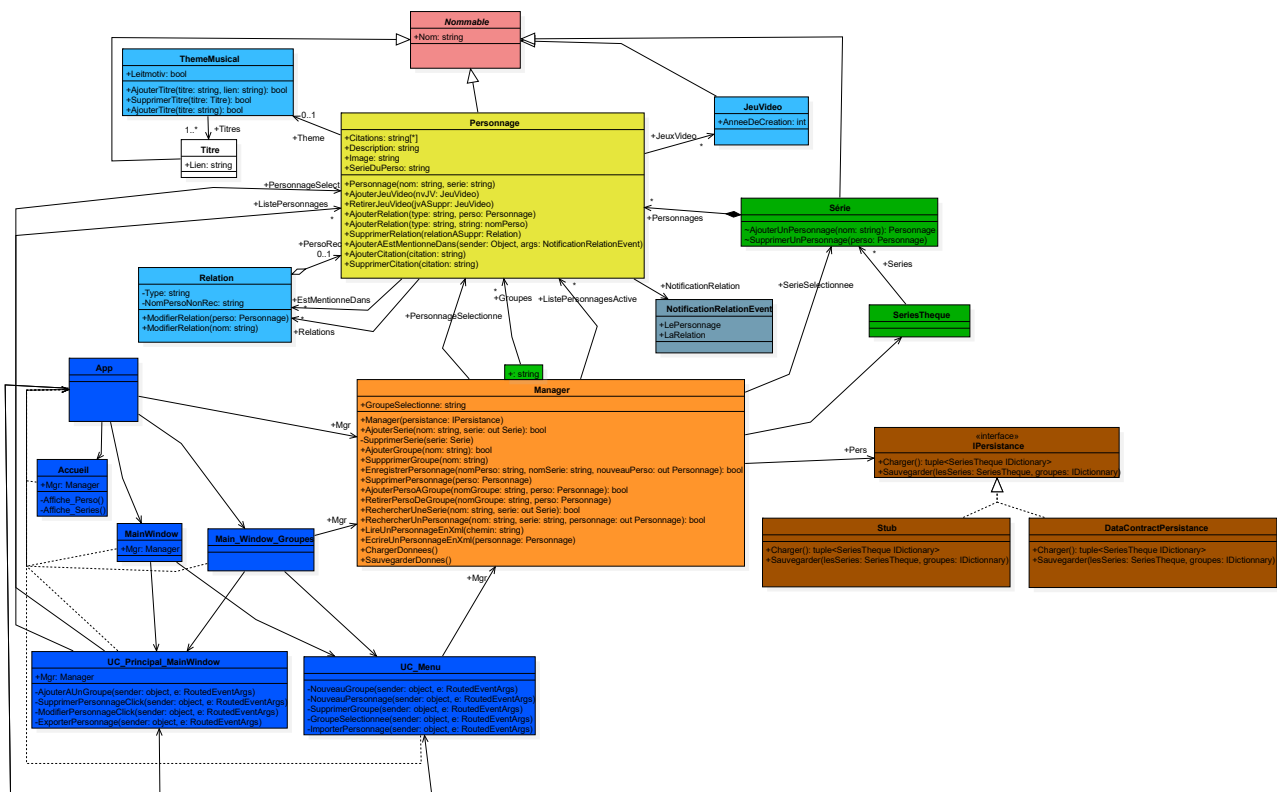 Nommable
+Nom: string
ThemeMusical
+Leitmotiv: bool
+AjouterTitre(titre: string, lien: string): bool
+SupprimerTitre(titre: Titre): bool
+AjouterTitre(titre: string): bool
1..*
+Titres
Titre
+Lien: string
0..1
+Theme
Personnage
+Citations: string[*]
+Description: string
+Image: string
+SerieDuPerso: string
+Personnage(nom: string, serie: string)
+AjouterJeuVideo(nvJV: JeuVideo)
+RetirerJeuVideo(jvASuppr: JeuVideo)
+AjouterRelation(type: string, perso: Personnage)
+AjouterRelation(type: string, string: nomPerso)
+SupprimerRelation(relationASuppr: Relation)
+AjouterAEstMentionneDans(sender: Object, args: NotificationRelationEvent)
+AjouterCitation(citation: string)
+SupprimerCitation(citation: string)
+JeuxVideo
*
JeuVideo
+AnneeDeCreation: int
+PersonnageSelect
+ListePersonnages
*
*
+Personnages
Série
~AjouterUnPersonnage(nom: string): Personnage
~SupprimerUnPersonnage(perso: Personnage)
+PersoRec
0..1
Relation
-Type: string
-NomPersoNonRec: string
+ModifierRelation(perso: Personnage)
+ModifierRelation(nom: string)
+EstMentionneDans
*
*
+Relations
*
+Series
+SerieSelectionnee
SeriesTheque
+NotificationRelation
NotificationRelationEvent
+LePersonnage
+LaRelation
+PersonnageSelectionne
*
+Groupes
*
+ListePersonnagesActive
+: string
Manager
+GroupeSelectionne: string
+Manager(persistance: IPersistance)
+AjouterSerie(nom: string, serie: out Serie): bool
-SupprimerSerie(serie: Serie)
+AjouterGroupe(nom: string): bool
+SuppprimerGroupe(nom: string)
+EnregistrerPersonnage(nomPerso: string, nomSerie: string, nouveauPerso: out Personnage): bool
+SupprimerPersonnage(perso: Personnage)
+AjouterPersoAGroupe(nomGroupe: string, perso: Personnage): bool
+RetirerPersoDeGroupe(nomGroupe: string, perso: Personnage)
+RechercherUneSerie(nom: string, serie: out Serie): bool
+RechercherUnPersonnage(nom: string, serie: string, personnage: out Personnage): bool
+LireUnPersonnageEnXml(chemin: string)
+EcrireUnPersonnageEnXml(personnage: Personnage)
+ChargerDonnees()
+SauvegarderDonnes()
App
+Mgr
Accueil
+Mgr: Manager
-Affiche_Perso()
-Affiche_Series()
MainWindow
+Mgr: Manager
Main_Window_Groupes
+Mgr
+Pers
«interface»
IPersistance
+Charger(): tuple<SeriesTheque IDictionary>
+Sauvegarder(lesSeries: SeriesTheque, groupes: IDictionnary)
Stub
+Charger(): tuple<SeriesTheque IDictionary>
+Sauvegarder(lesSeries: SeriesTheque, groupes: IDictionnary)
DataContractPersistance
+Charger(): tuple<SeriesTheque IDictionary>
+Sauvegarder(lesSeries: SeriesTheque, groupes: IDictionnary)
+Mgr
UC_Principal_MainWindow
+Mgr: Manager
-AjouterAUnGroupe(sender: object, e: RoutedEventArgs)
-SupprimerPersonnageClick(sender: object, e: RoutedEventArgs)
-ModifierPersonnageClick(sender: object, e: RoutedEventArgs)
-ExporterPersonnage(sender: object, e: RoutedEventArgs)
UC_Menu
-NouveauGroupe(sender: object, e: RoutedEventArgs)
-NouveauPersonnage(sender: object, e: RoutedEventArgs)
-SupprimerGroupe(sender: object, e: RoutedEventArgs)
-GroupeSelectionnee(sender: object, e: RoutedEventArgs)
-ImporterPersonnage(sender: object, e: RoutedEventArgs)